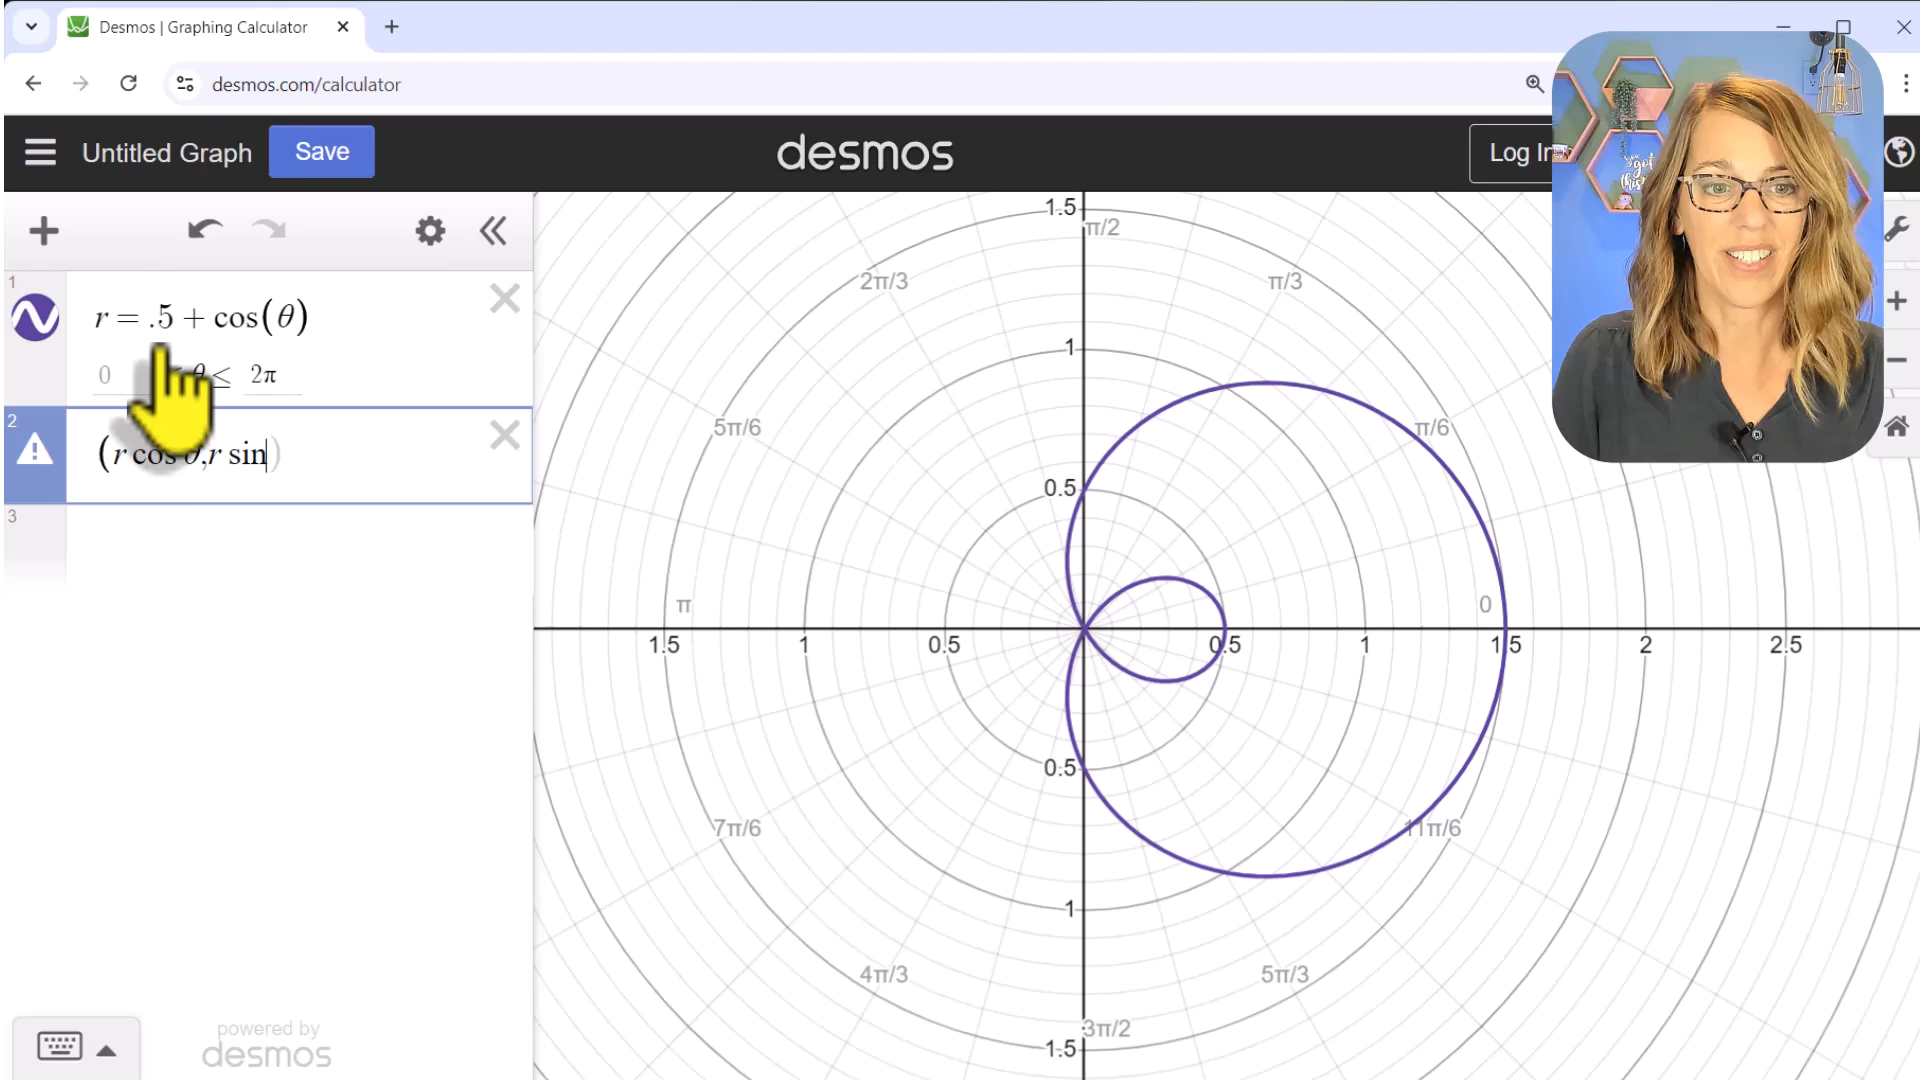 Desmos | Graphing Calculator
desmos.com/calculator
Untitled Graph
Save
desmos
Log In
you got this!
1
r = .5 + cos(θ)
0
θ ≤ 2π
2
(r cos θ,r sin)
3
1.5
π/2
2π/3
π/3
1
5π/6
π/6
0.5
π
0
1.5
1
0.5
0.5
1
1.5
2
2.5
0.5
7π/6
11π/6
1
4π/3
5π/3
3π/2
1.5
powered by
desmos